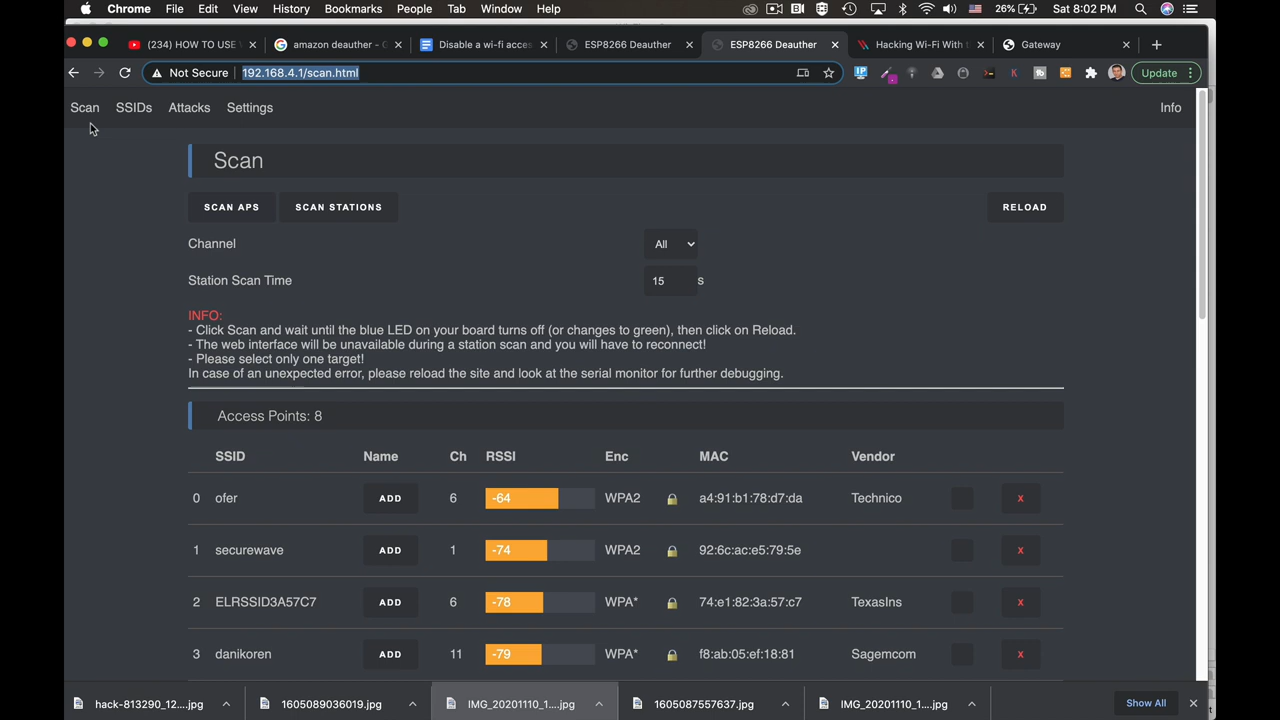 Chrome File Edit View History Bookmarks People Tab Window Help 26% Sat 8:02 PM
(234) HOW TO USE amazon deauther - G Disable a wi-fi acces ESP8266 Deauther ESP8266 Deauther Hacking Wi-Fi With Gateway
Not Secure 192.168.4.1/scan.html Update
Scan SSIDs Attacks Settings Info
Scan
SCAN APS SCAN STATIONS RELOAD
Channel All
Station Scan Time 15 s
INFO:
- Click Scan and wait until the blue LED on your board turns off (or changes to green), then click on Reload.
- The web interface will be unavailable during a station scan and you will have to reconnect!
- Please select only one target!
In case of an unexpected error, please reload the site and look at the serial monitor for further debugging.
Access Points: 8
SSID Name Ch RSSI Enc MAC Vendor
0 ofer ADD 6 -64 WPA2 a4:91:b1:78:d7:da Technico X
1 securewave ADD 1 -74 WPA2 92:6c:ac:e5:79:5e X
2 ELRSSID3A57C7 ADD 6 -78 WPA* 74:e1:82:3a:57:c7 TexasIns X
3 danikoren ADD 11 -79 WPA* f8:ab:05:ef:18:81 Sagemcom X
hack-813290_12....jpg 1605089036019.jpg IMG_20201110_1....jpg 1605087557637.jpg IMG_20201110_1....jpg Show All